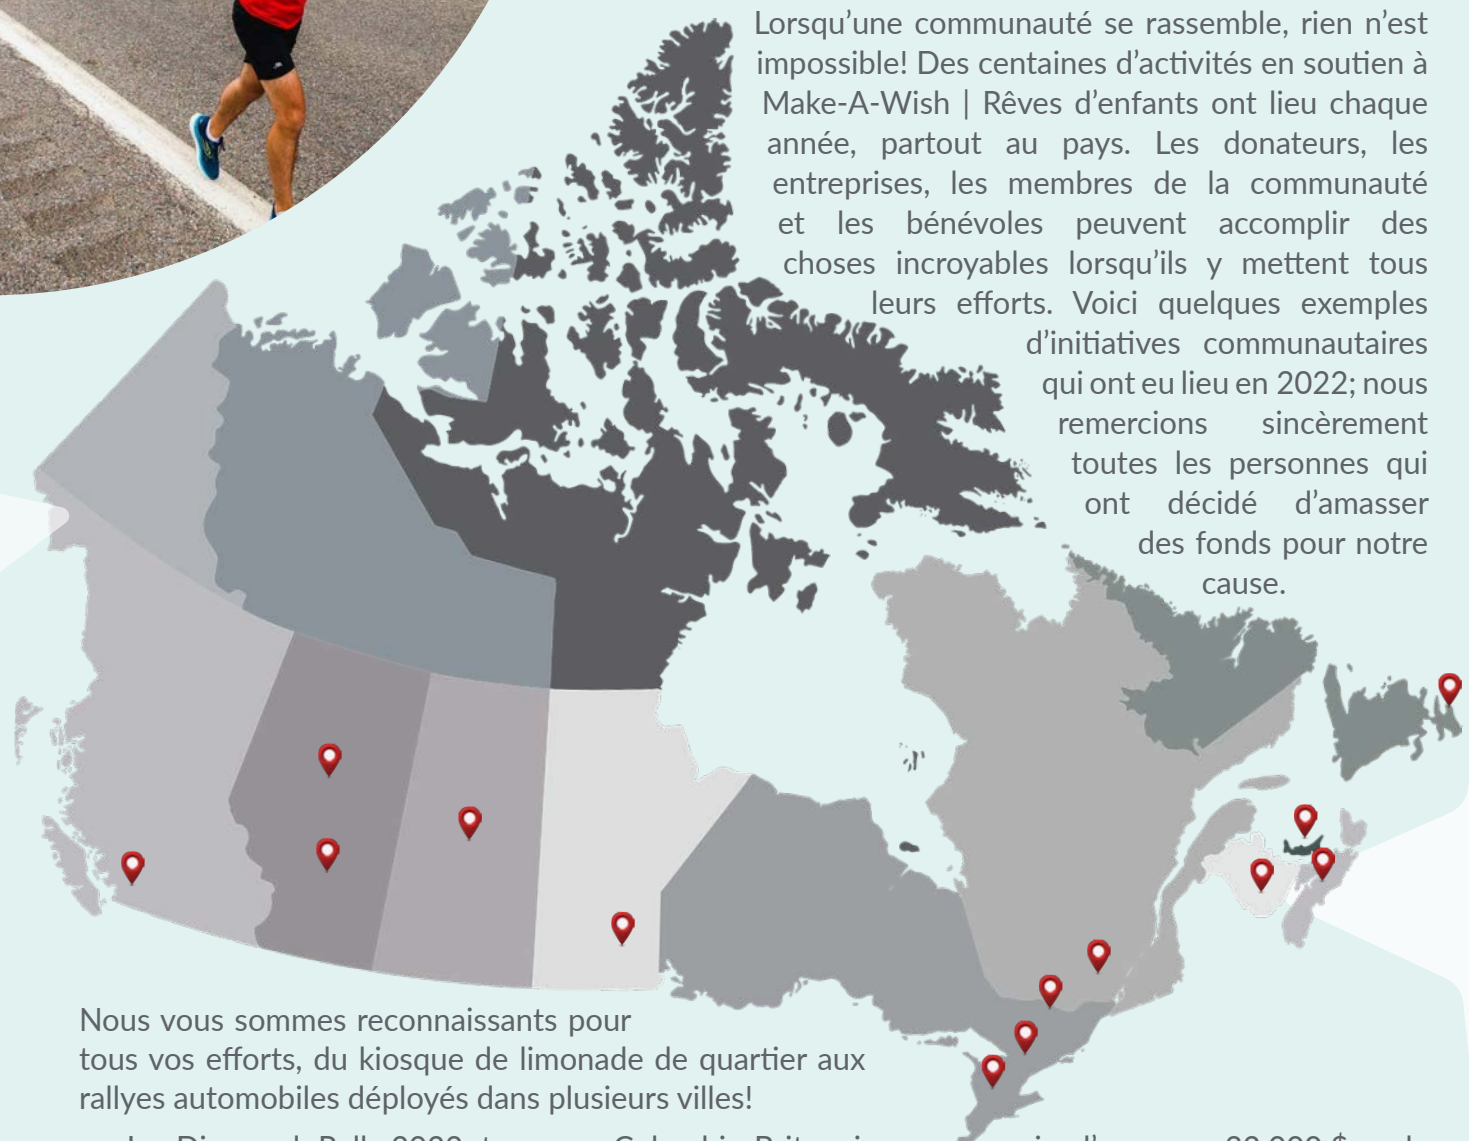 Lorsqu’une communauté se rassemble, rien n’est
impossible! Des centaines d’activités en soutien à
Make-A-Wish | Rêves d’enfants ont lieu chaque
année, partout au pays. Les donateurs, les
entreprises, les membres de la communauté
et les bénévoles peuvent accomplir des
choses incroyables lorsqu’ils y mettent tous
leurs efforts. Voici quelques exemples
d’initiatives communautaires
qui ont eu lieu en 2022; nous
remercions sincèrement
toutes les personnes qui
ont décidé d’amasser
des fonds pour notre
cause.
Nous vous sommes reconnaissants pour
tous vos efforts, du kiosque de limonade de quartier aux
rallyes automobiles déployés dans plusieurs villes!